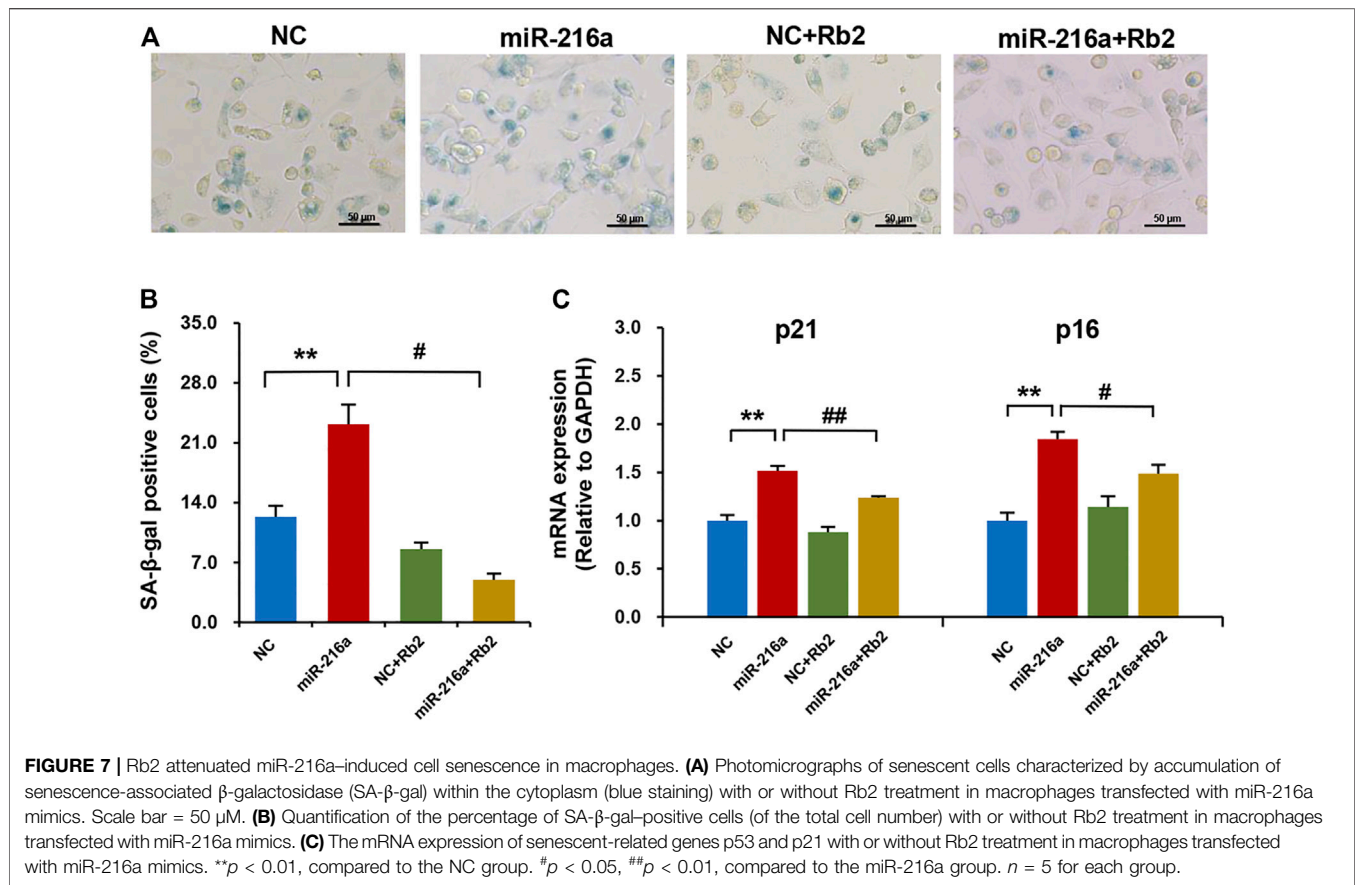 A
NC
miR-216a
NC+Rb2
miR-216a+Rb2
50 µm
50 µm
50 µm
50 µm
B
SA-β-gal positive cells (%)
35.0
28.0
21.0
14.0
7.0
0.0
**
#
NC
miR-216a
NC+Rb2
miR-216a+Rb2
C
mRNA expression
(Relative to GAPDH)
3.0
2.5
2.0
1.5
1.0
0.5
0.0
p21
p16
**
##
**
#
NC
miR-216a
NC+Rb2
miR-216a+Rb2
NC
miR-216a
NC+Rb2
miR-216a+Rb2
FIGURE 7 | Rb2 attenuated miR-216a–induced cell senescence in macrophages. (A) Photomicrographs of senescent cells characterized by accumulation of
senescence-associated β-galactosidase (SA-β-gal) within the cytoplasm (blue staining) with or without Rb2 treatment in macrophages transfected with miR-216a
mimics. Scale bar = 50 µM. (B) Quantification of the percentage of SA-β-gal–positive cells (of the total cell number) with or without Rb2 treatment in macrophages
transfected with miR-216a mimics. (C) The mRNA expression of senescent-related genes p53 and p21 with or without Rb2 treatment in macrophages transfected
with miR-216a mimics. **p < 0.01, compared to the NC group. #p < 0.05, ##p < 0.01, compared to the miR-216a group. n = 5 for each group.